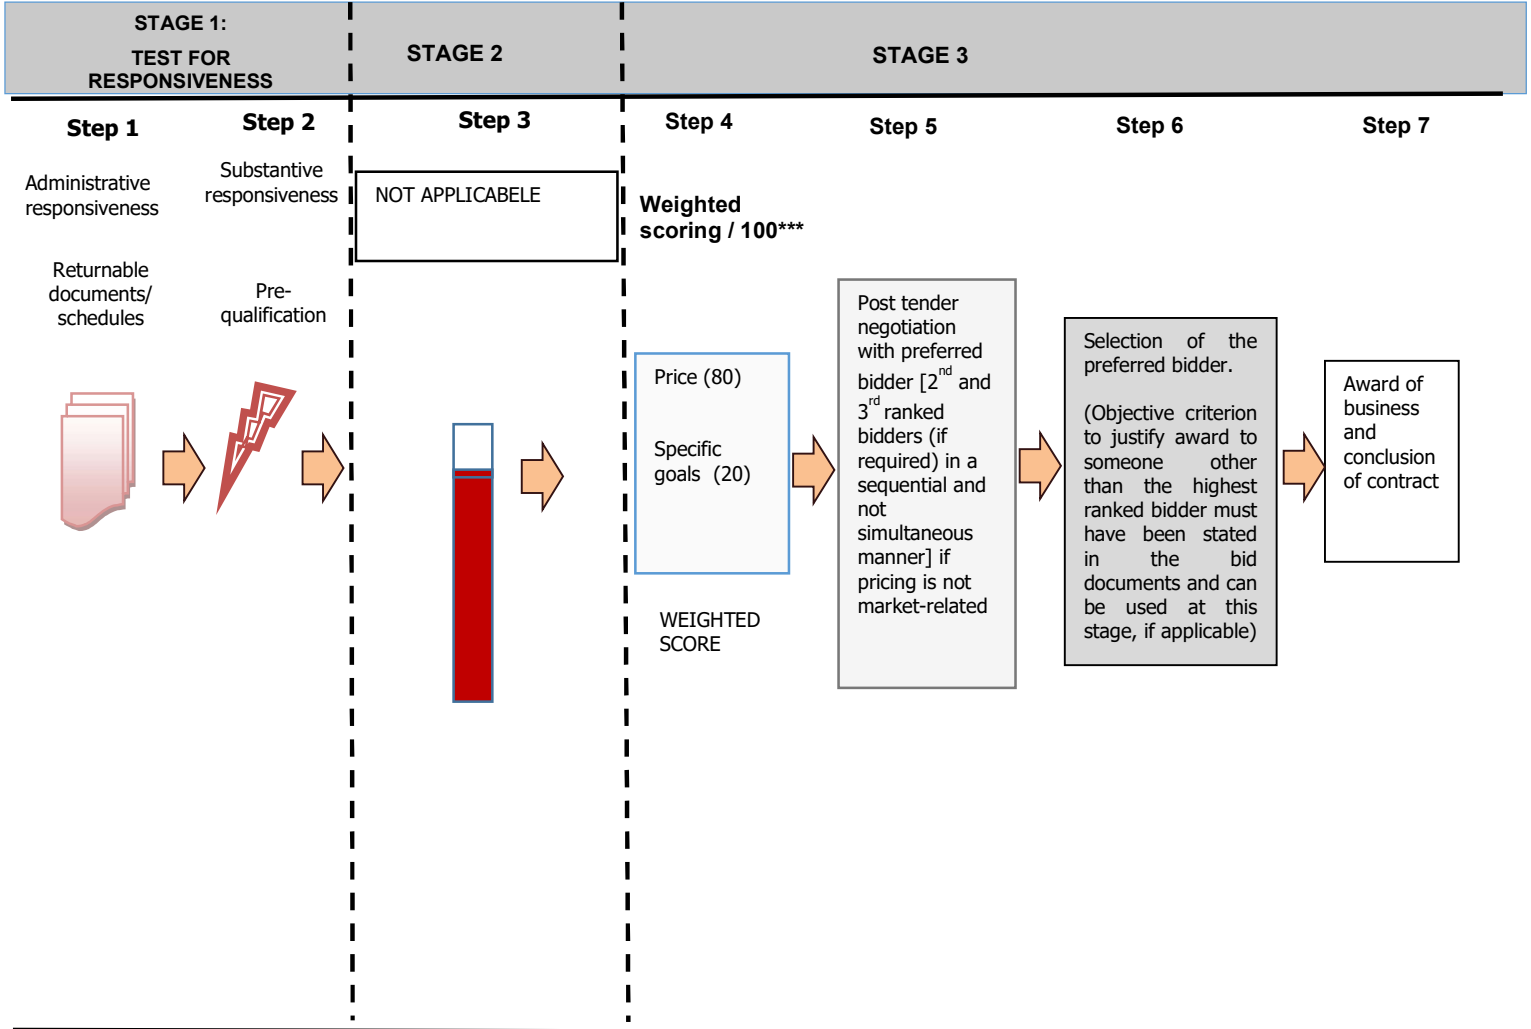 STAGE 1:
TEST FOR
RESPONSIVENESS
STAGE 2
STAGE 3
Step 1
Step 2
Step 3
Step 4
Step 5
Step 6
Step 7
Administrative
responsiveness
Returnable
documents/
schedules
Substantive
responsiveness
Pre-
qualification
NOT APPLICABELE
Weighted
scoring / 100***
Price (80)
Specific
goals (20)
WEIGHTED
SCORE
Post tender
negotiation
with preferred
bidder [2nd and
3rd ranked
bidders (if
required) in a
sequential and
not
simultaneous
manner] if
pricing is not
market-related
Selection of the
preferred bidder.
(Objective criterion
to justify award to
someone other
than the highest
ranked bidder must
have been stated
in the bid
documents and can
be used at this
stage, if applicable)
Award of
business
and
conclusion
of contract